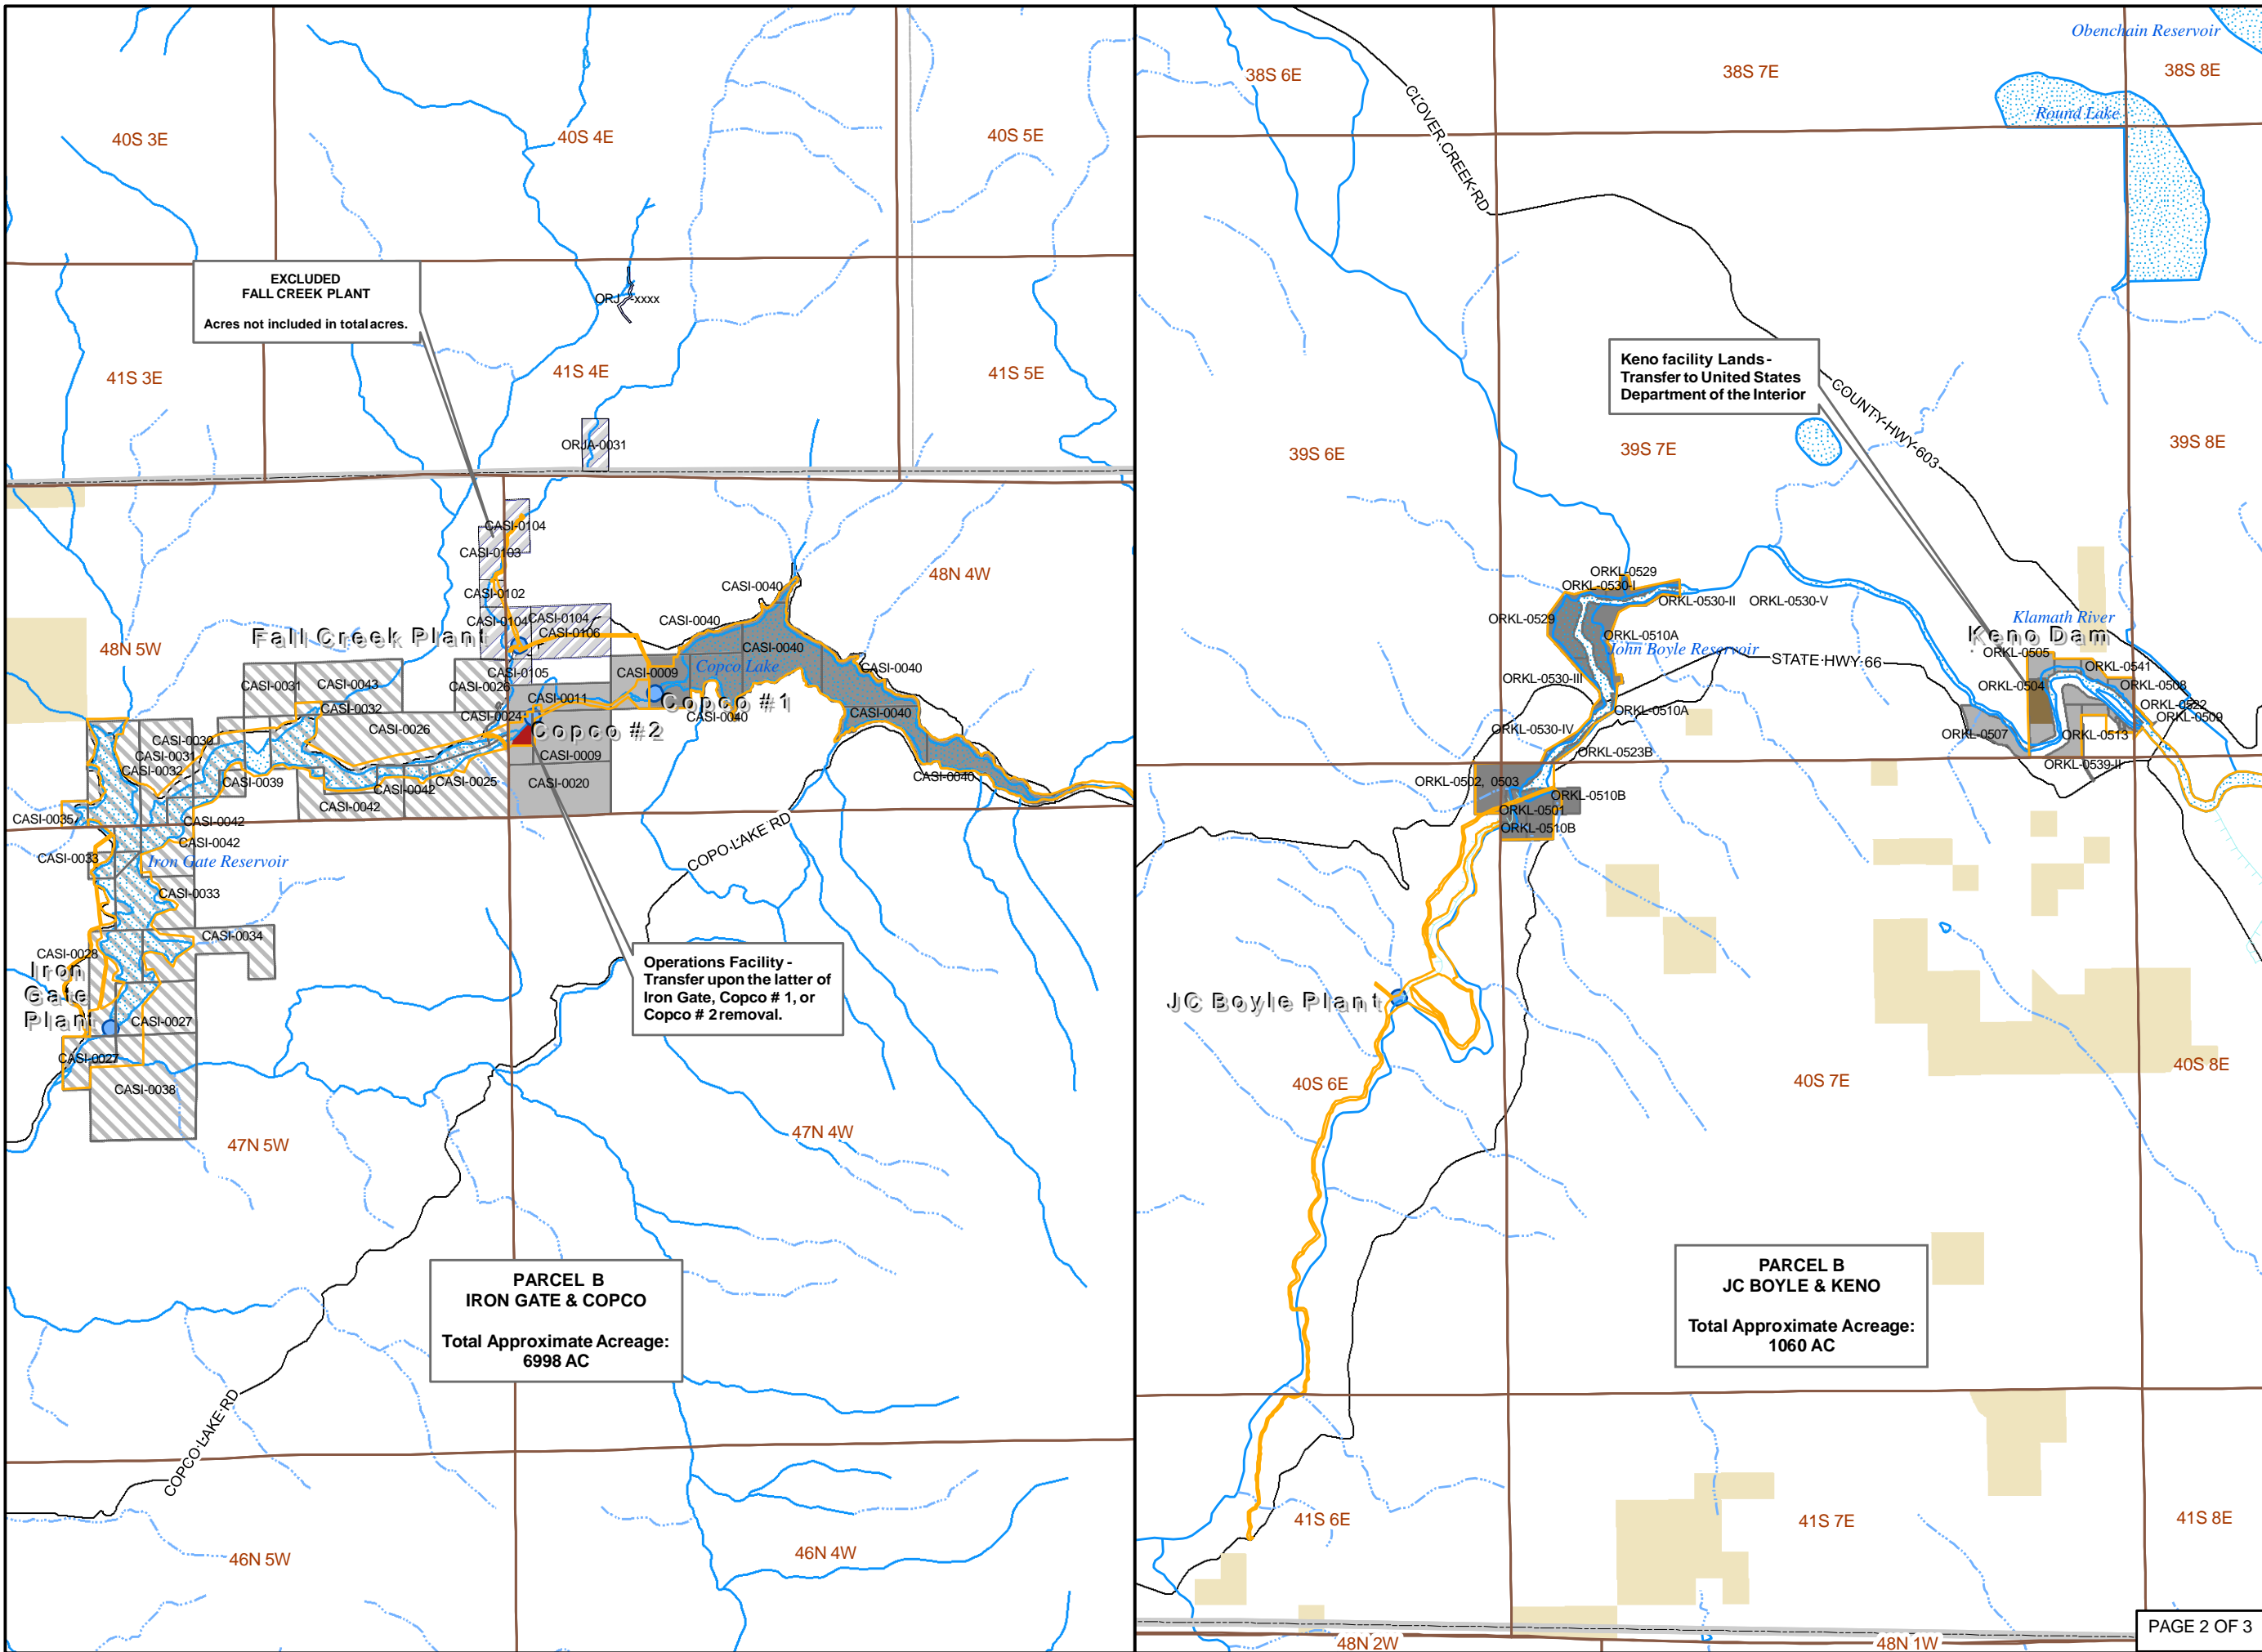 40S 3E
40S 4E
40S 5E
EXCLUDED
FALL CREEK PLANT
Acres not included in total acres.
ORJ -xxxx
41S 3E
41S 4E
41S 5E
ORJA-0031
CASI-0104
CASI-0103
CASI-0102
CASI-0104
CASI-0104
CASI-0106
CASI-0105
48N 5W
48N 4W
Fall Creek Plant
CASI-0040
CASI-0040
CASI-0040
CASI-0040
Copco Lake
CASI-0009
CASI-0031
CASI-0043
CASI-0026
CASI-0011
Copco #1
CASI-0040
CASI-0040
CASI-0032
CASI-0024
CASI-0026
Copco #2
CASI-0030
CASI-0031
CASI-0032
CASI-0009
CASI-0039
CASI-0042
CASI-0025
CASI-0020
CASI-0040
CASI-0042
CASI-0035
CASI-0042
CASI-0042
CASI-0033
Iron Gate Reservoir
COPO LAKE RD
CASI-0033
CASI-0034
CASI-0028
Iron
Gate
Plant
CASI-0027
CASI-0027
CASI-0038
Operations Facility -
Transfer upon the latter of
Iron Gate, Copco # 1, or
Copco # 2 removal.
47N 5W
47N 4W
PARCEL B
IRON GATE & COPCO
Total Approximate Acreage:
6998 AC
COPCO LAKE RD
46N 5W
46N 4W
Obenchain Reservoir
38S 6E
38S 7E
38S 8E
Round Lake
CLOVER CREEK RD
Keno facility Lands -
Transfer to United States
Department of the Interior
COUNTY HWY 603
39S 6E
39S 7E
39S 8E
ORKL-0529
ORKL-0530-I
ORKL-0530-II
ORKL-0530-V
ORKL-0529
ORKL-0510A
John Boyle Reservoir
STATE HWY 66
Klamath River
Keno Dam
ORKL-0505
ORKL-0541
ORKL-0504
ORKL-0508
ORKL-0522
ORKL-0509
ORKL-0507
ORKL-0513
ORKL-0539-II
ORKL-0530-III
ORKL-0510A
ORKL-0530-IV
ORKL-0523B
ORKL-0502, 0503
ORKL-0510B
ORKL-0501
ORKL-0510B
JC Boyle Plant
40S 6E
40S 7E
40S 8E
PARCEL B
JC BOYLE & KENO
Total Approximate Acreage:
1060 AC
41S 6E
41S 7E
41S 8E
48N 2W
48N 1W
PAGE 2 OF 3